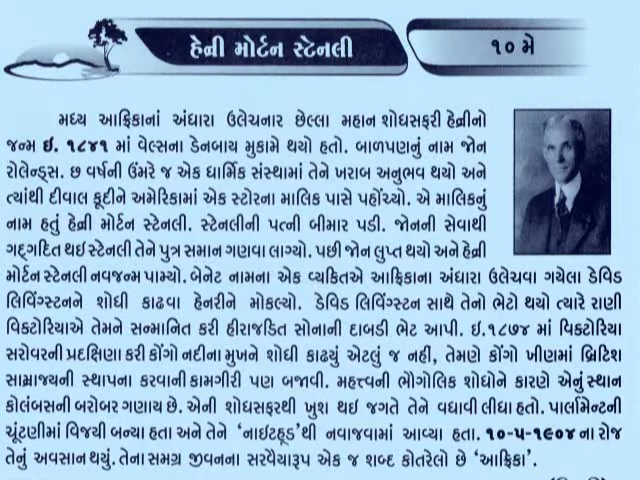 હેન્રી મોર્ટન સ્ટેનલી
૧૦ મે
મધ્ય આફ્રિકાનાં અંધારા ઉલેચનાર છેલ્લા મહાન શોધસફરી હેન્રીનો
જન્મ ઇ. ૧૮૪૧ માં વેલ્સના ડેનબાય મુકામે થયો હતો. બાળપણનું નામ જોન
રોલેન્ડ્સ. છ વર્ષની ઉંમરે જ એક ધાર્મિક સંસ્થામાં તેને ખરાબ અનુભવ થયો અને
ત્યાંથી દીવાલ કૂદીને અમેરિકામાં એક સ્ટોરના માલિક પાસે પહોંચ્યો. એ માલિકનું
નામ હતું હેન્રી મોર્ટન સ્ટેનલી. સ્ટેનલીની પત્ની બીમાર પડી. જોનની સેવાથી
ગદ્ગદિત થઇ સ્ટેનલી તેને પુત્ર સમાન ગણવા લાગ્યો. પછી જોન લુપ્ત થયો અને હેન્રી
મોર્ટન સ્ટેનલી નવજન્મ પામ્યો. બેનેટ નામના એક વ્યકિતએ આફ્રિકાના અંધારા ઉલેચવા ગયેલા ડેવિડ
લિવિંગ્સ્ટનને શોધી કાઢવા હેનરીને મોકલ્યો. ડેવિડ લિવિંગ્સ્ટન સાથે તેનો ભેટો થયો ત્યારે રાણી
વિક્ટોરિયાએ તેમને સન્માનિત કરી હીરાજડિત સોનાની દાબડી ભેટ આપી. ઇ.૧૮૭૪ માં વિક્ટોરિયા
સરોવરની પ્રદક્ષિણા કરી કોંગો નદીના મુખને શોધી કાઢ્યું એટલું જ નહીં, તેમણે કોંગો ખીણમાં બ્રિટિશ
સામ્રાજ્યની સ્થાપના કરવાની કામગીરી પણ બજાવી. મહત્ત્વની ભૌગોલિક શોધોને કારણે એનું સ્થાન
કોલંબસની બરોબર ગણાય છે. એની શોધસફરથી ખુશ થઇ જગતે તેને વધાવી લીધા હતો. પાર્લામેન્ટની
ચૂંટણીમાં વિજયી બન્યા હતા અને તેને ‘નાઇટહૂડ’થી નવાજવામાં આવ્યા હતા. ૧૦-૫-૧૯૦૪ના રોજ
તેનું અવસાન થયું. તેના સમગ્ર જીવનના સરવૈયારૂપ એક જ શબ્દ કોતરેલો છે ‘આફ્રિકા’.